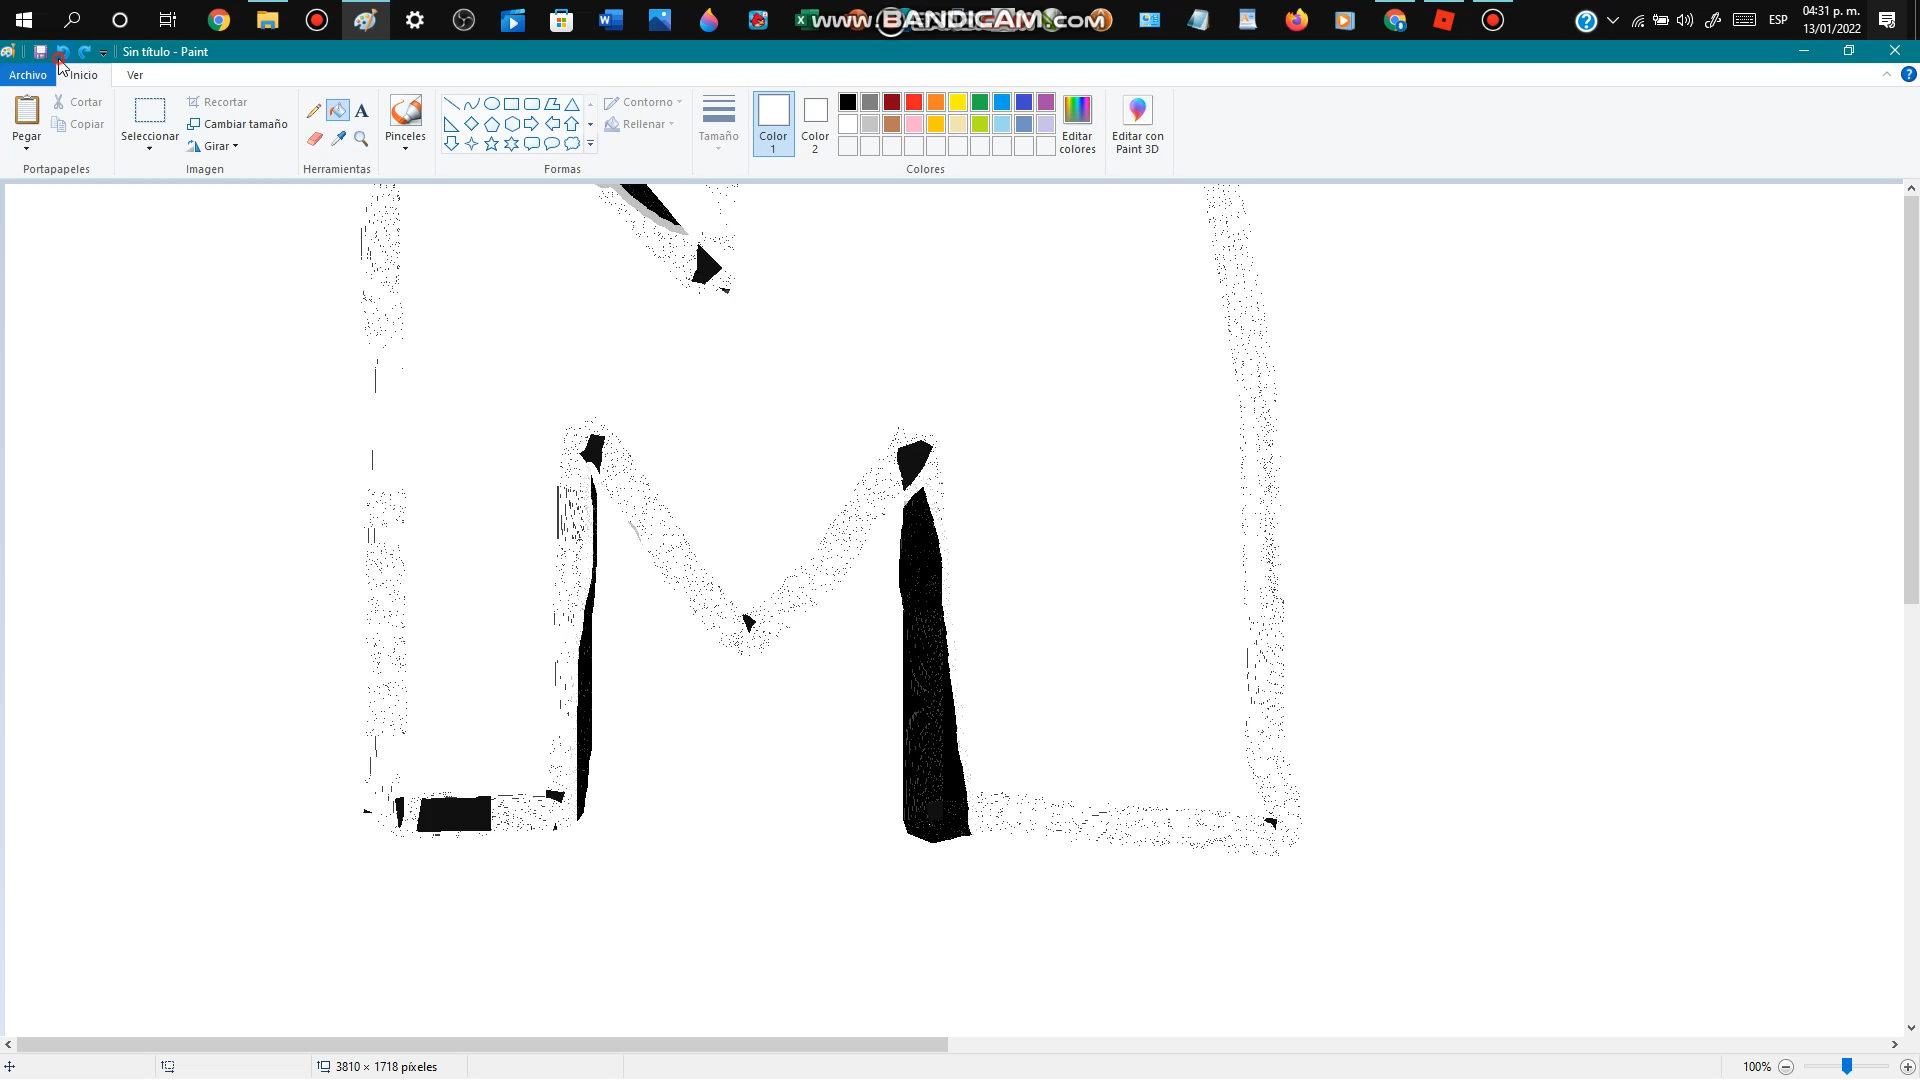 www.BANDICAM.COM
ESP
04:31 p. m.
13/01/2022
Sin título - Paint
Archivo
Inicio
Ver
Pegar
Cortar
Copiar
Portapapeles
Seleccionar
Recortar
Cambiar tamaño
Girar
Imagen
Herramientas
Pinceles
Formas
Contorno
Rellenar
Tamaño
Color
1
Color
2
Colores
Editar
colores
Editar con
Paint 3D
3810 × 1718 píxeles
100%